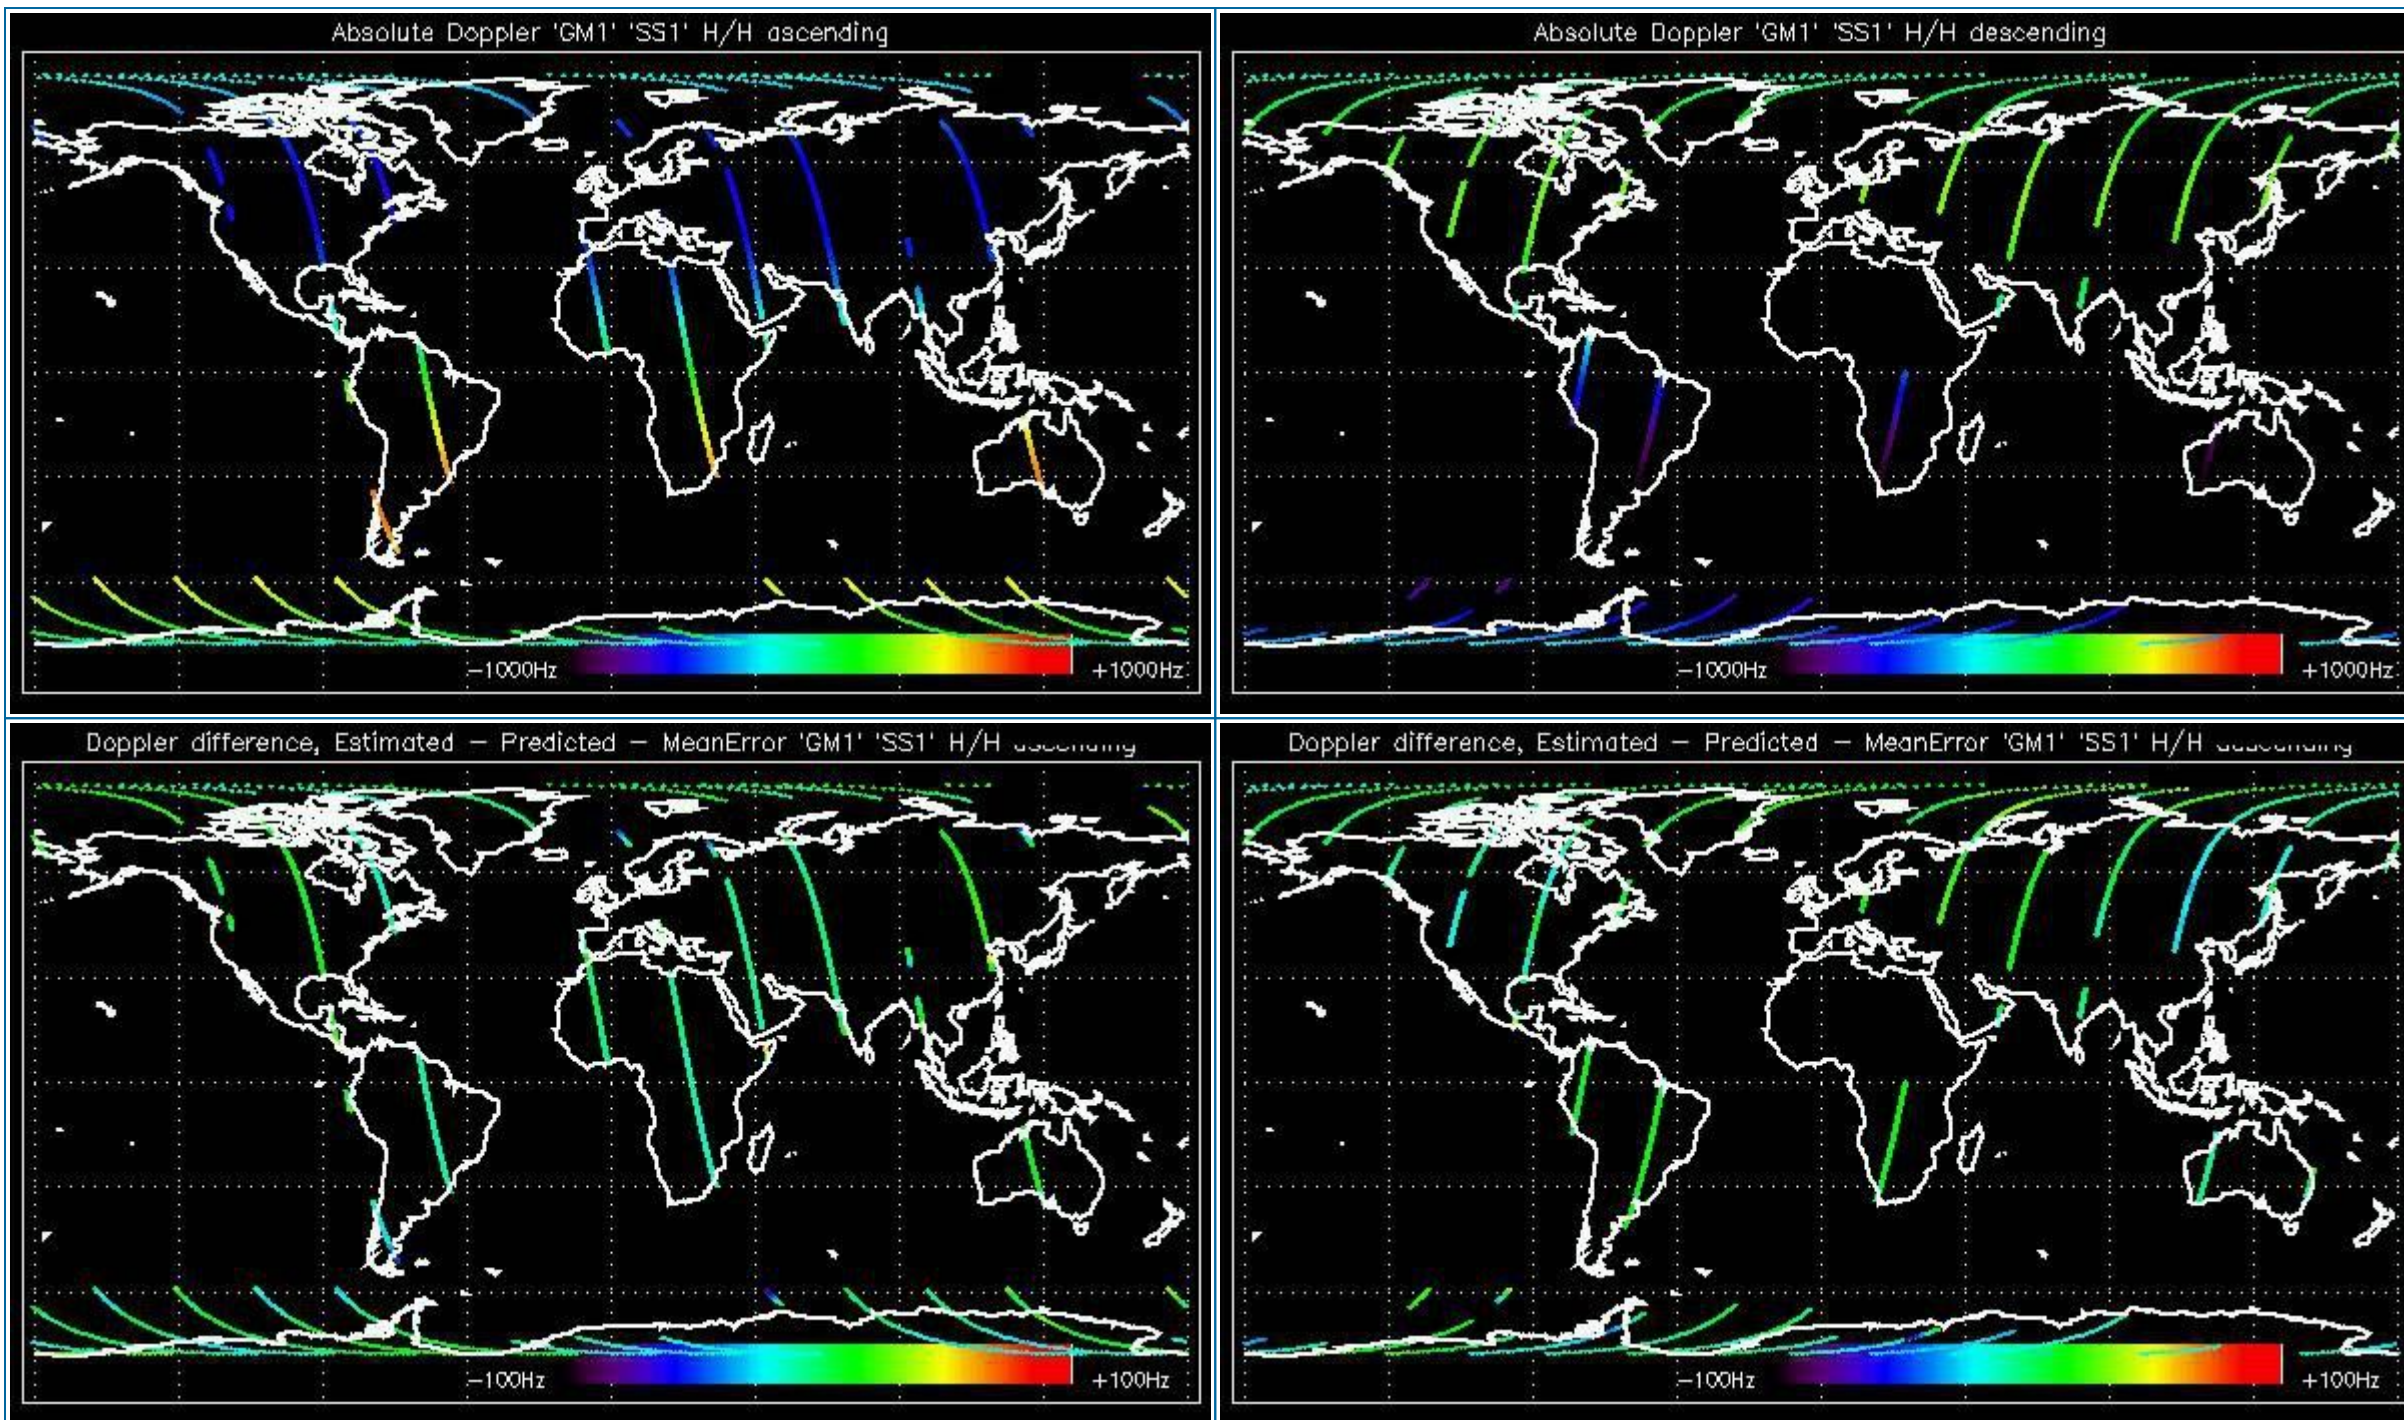 Absolute Doppler 'GM1' 'SS1' H/H ascending
-1000Hz
+1000Hz
Absolute Doppler 'GM1' 'SS1' H/H descending
-1000Hz
+1000Hz
Doppler difference, Estimated - Predicted - MeanError 'GM1' 'SS1' H/H
-100Hz
+100Hz
Doppler difference, Estimated - Predicted - MeanError 'GM1' 'SS1' H/H
-100Hz
+100Hz